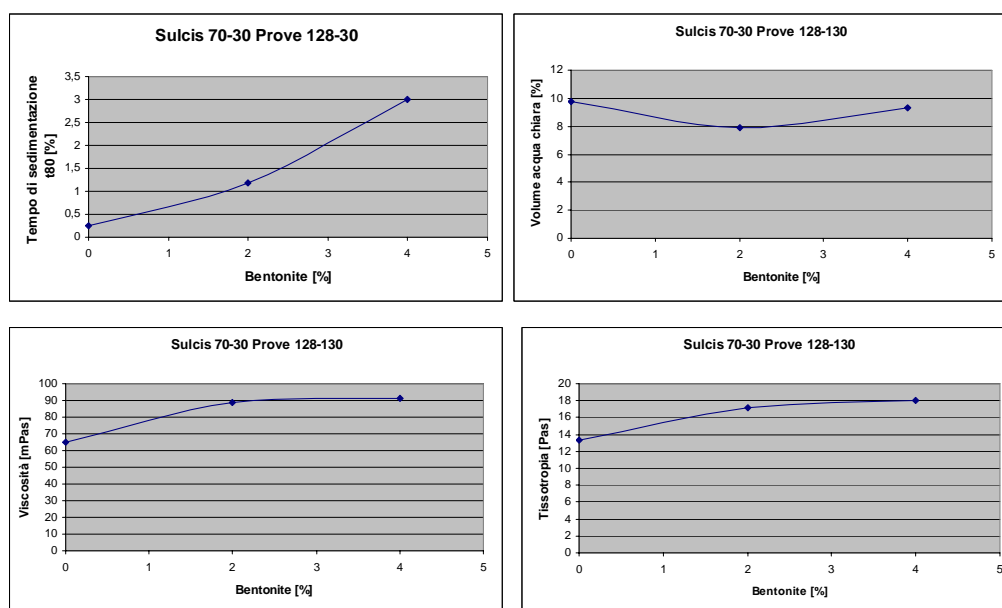 Sulcis 70-30 Prove 128-30
Tempo di sedimentazione
t80 [%]
3,5
3
2,5
2
1,5
1
0,5
0
0 1 2 3 4 5
Bentonite [%]
Sulcis 70-30 Prove 128-130
Volume acqua chiara [%]
12
10
8
6
4
2
0
0 1 2 3 4 5
Bentonite [%]
Sulcis 70-30 Prove 128-130
Viscosità [mPas]
100
90
80
70
60
50
40
30
20
10
0
0 1 2 3 4 5
Bentonite [%]
Sulcis 70-30 Prove 128-130
Tissotropia [Pas]
20
18
16
14
12
10
8
6
4
2
0
0 1 2 3 4 5
Bentonite [%]